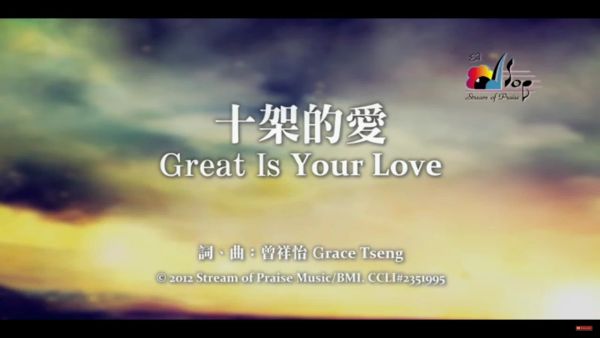 Stream of Praise
十架的愛
Great Is Your Love
詞、曲：曾祥怡 Grace Tseng
© 2012 Stream of Praise Music/BMI. CCLI#2351995